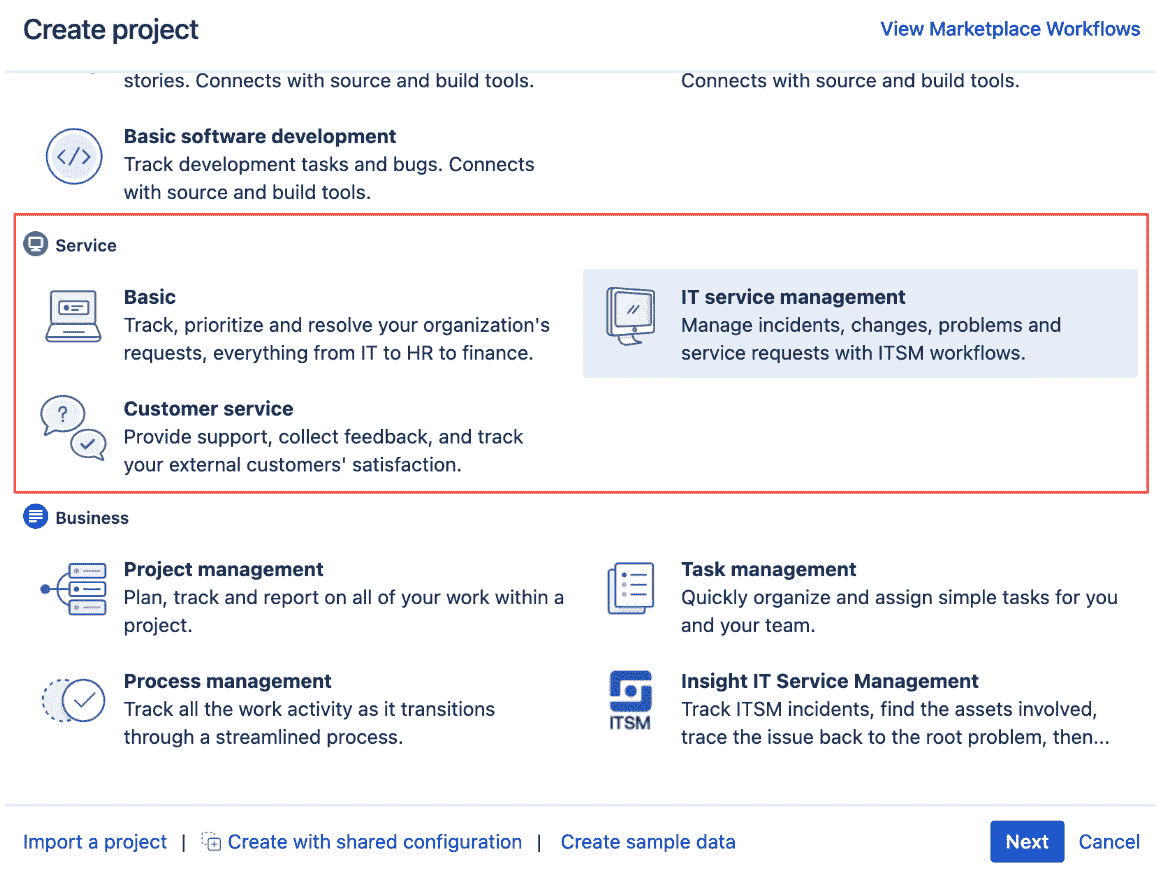 Create project
View Marketplace Workflows
stories. Connects with source and build tools.
Connects with source and build tools.
Basic software development
Track development tasks and bugs. Connects
with source and build tools.
Service
Basic
Track, prioritize and resolve your organization's
requests, everything from IT to HR to finance.
IT service management
Manage incidents, changes, problems and
service requests with ITSM workflows.
?
Customer service
Provide support, collect feedback, and track
your external customers' satisfaction.
Business
Project management
Plan, track and report on all of your work within a
project.
Task management
Quickly organize and assign simple tasks for you
and your team.
Process management
Track all the work activity as it transitions
through a streamlined process.
ITSM
Insight IT Service Management
Track ITSM incidents, find the assets involved,
trace the issue back to the root problem, then...
Import a project | Create with shared configuration | Create sample data
Next
Cancel